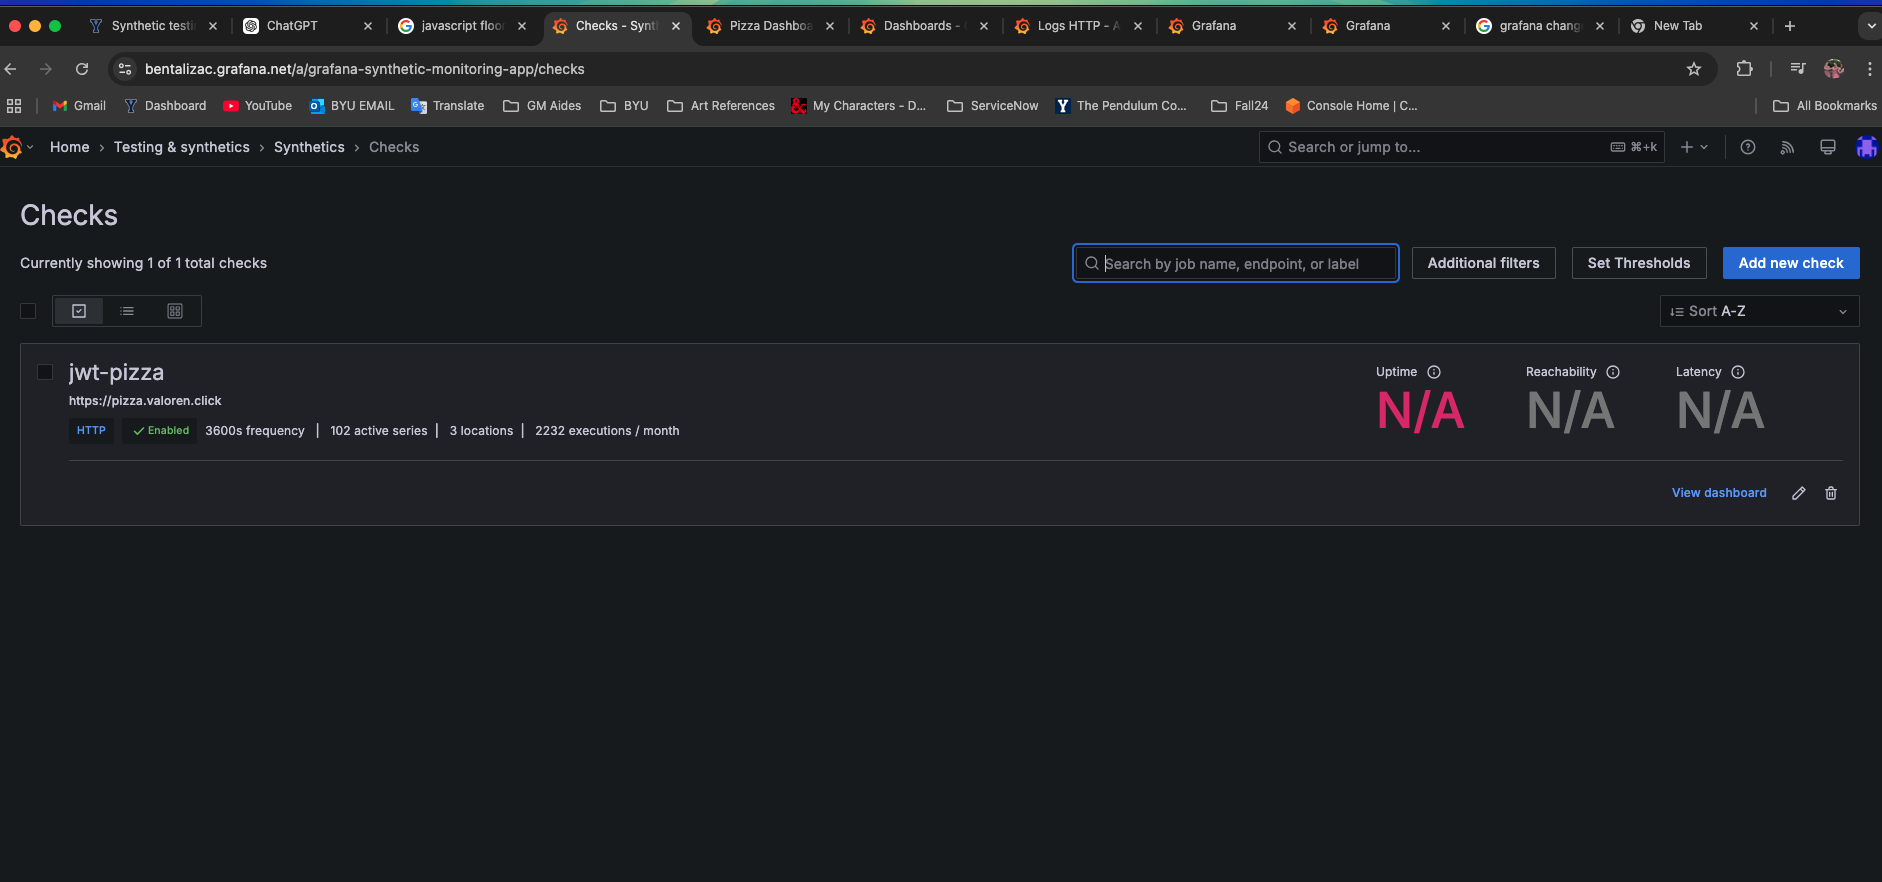 Synthetic testi
ChatGPT
javascript floo
Checks - Synt
Pizza Dashboa
Dashboards -
Logs HTTP - A
Grafana
Grafana
grafana chang
New Tab
bentalizac.grafana.net/a/grafana-synthetic-monitoring-app/checks
Gmail
Dashboard
YouTube
BYU EMAIL
Translate
GM Aides
BYU
Art References
My Characters - D...
ServiceNow
The Pendulum Co...
Fall24
Console Home | C...
All Bookmarks
Home › Testing & synthetics › Synthetics › Checks
Search or jump to...
⌘+k
Checks
Currently showing 1 of 1 total checks
Search by job name, endpoint, or label
Additional filters
Set Thresholds
Add new check
Sort A-Z
jwt-pizza
https://pizza.valoren.click
HTTP
Enabled
3600s frequency | 102 active series | 3 locations | 2232 executions / month
Uptime
N/A
Reachability
N/A
Latency
N/A
View dashboard